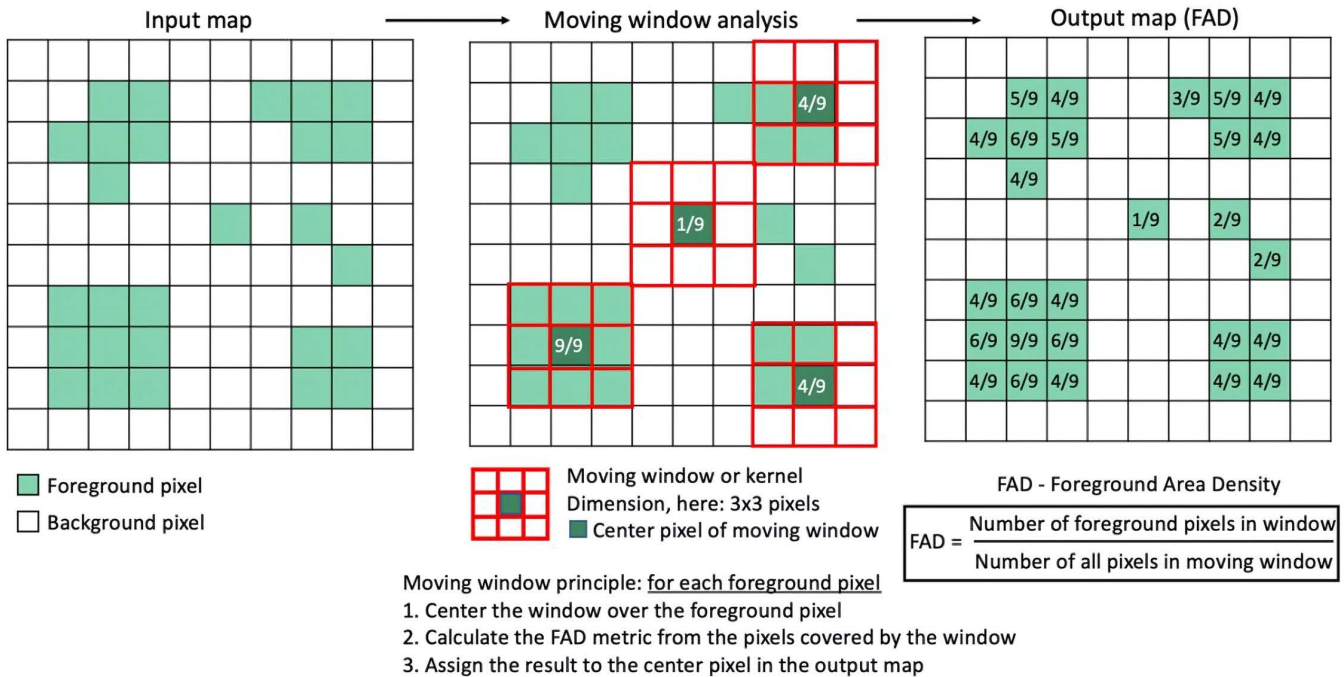 Input map
Moving window analysis
Output map (FAD)
4/9
1/9
9/9
4/9
5/9 4/9 3/9 5/9 4/9
4/9 6/9 5/9 5/9 4/9
4/9
1/9 2/9
2/9
4/9 6/9 4/9
6/9 9/9 6/9 4/9 4/9
4/9 6/9 4/9 4/9 4/9
Foreground pixel
Background pixel
Moving window or kernel
Dimension, here: 3x3 pixels
Center pixel of moving window
FAD - Foreground Area Density
FAD = Number of foreground pixels in window
Number of all pixels in moving window
Moving window principle: for each foreground pixel
1. Center the window over the foreground pixel
2. Calculate the FAD metric from the pixels covered by the window
3. Assign the result to the center pixel in the output map